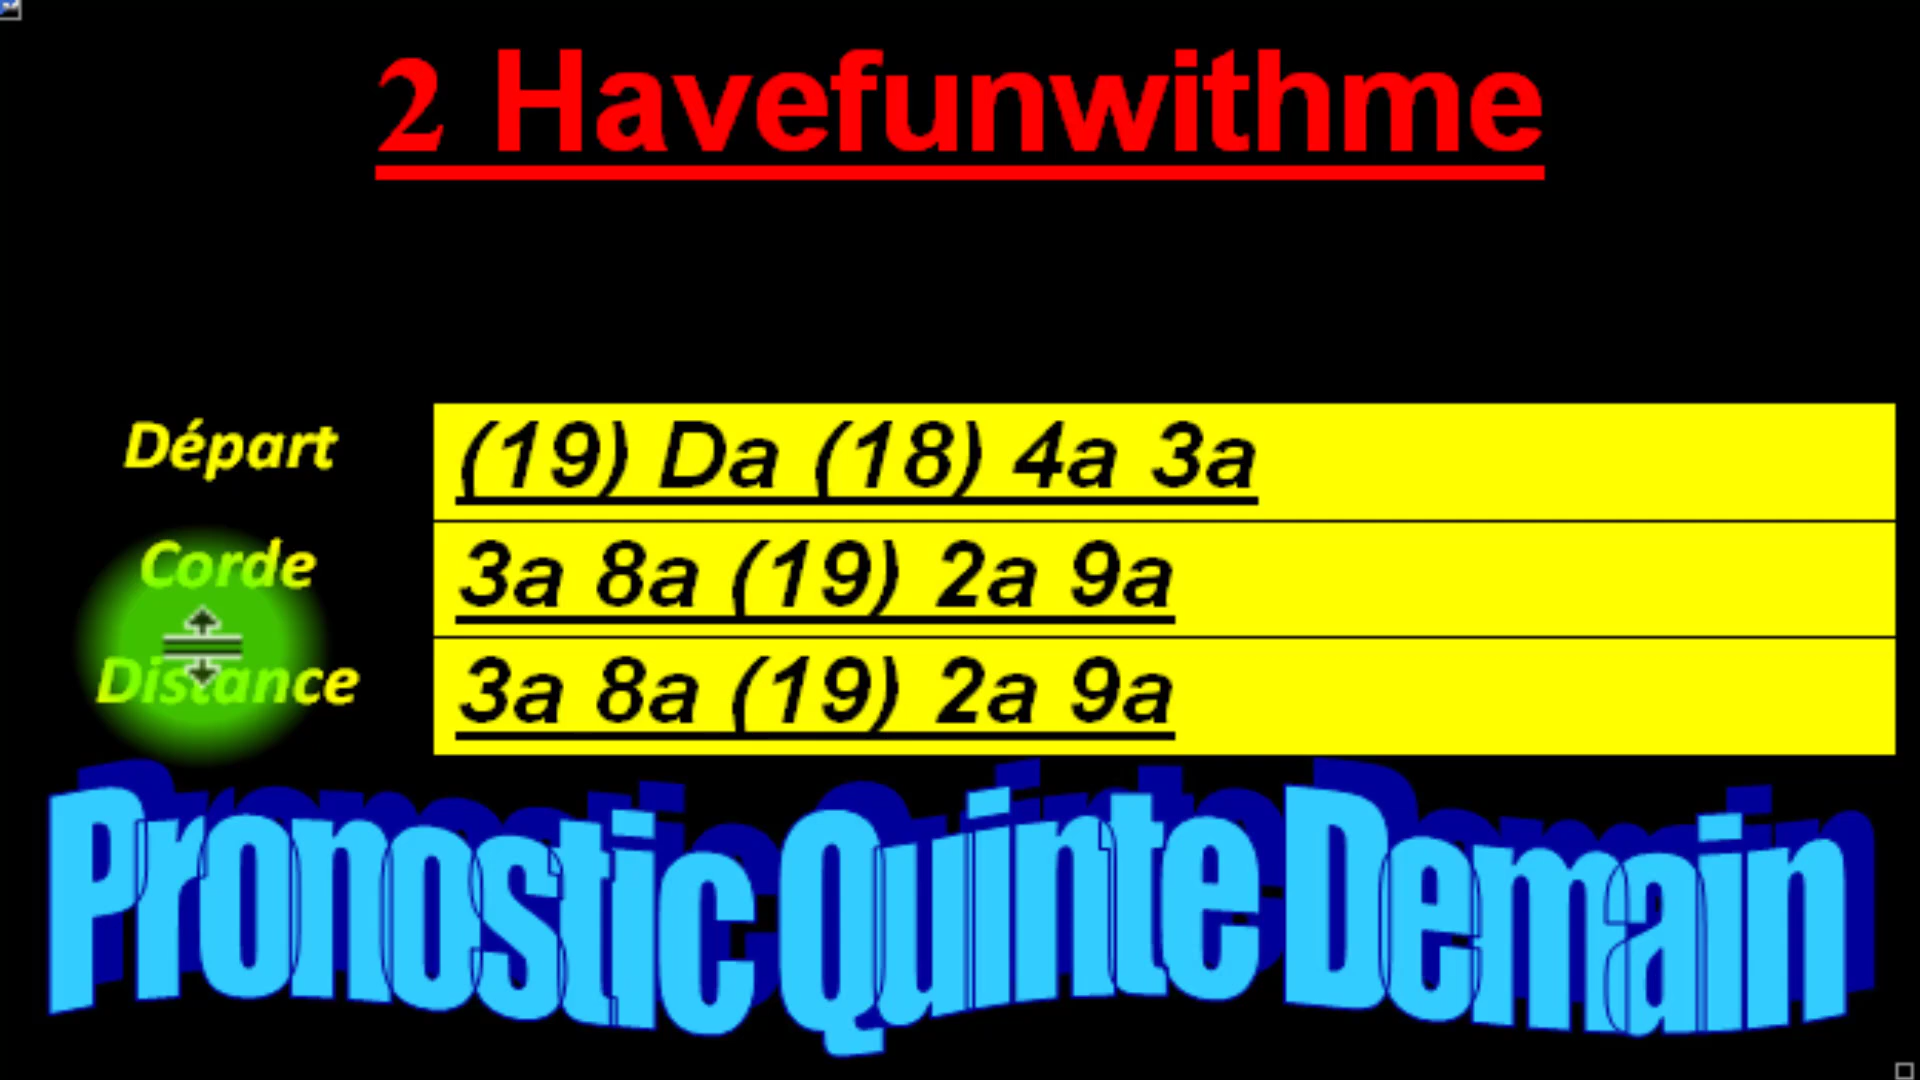 2 Havefunwithme
Départ (19) Da (18) 4a 3a
Corde 3a 8a (19) 2a 9a
Distance 3a 8a (19) 2a 9a
Pronostic Quinte Demain